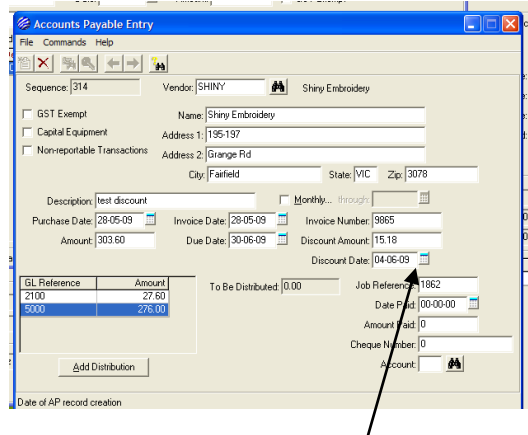 Accounts Payable Entry
File Commands Help
Sequence: 314 Vendor: SHINY Shiny Embroidery
GST Exempt Name: Shiny Embroidery
Capital Equipment Address 1: 195-197
Non-reportable Transactions Address 2: Grange Rd
City: Fairfield State: VIC Zip: 3078
Description: test discount Monthly... through:
Purchase Date: 28-05-09 Invoice Date: 28-05-09 Invoice Number: 9865
Amount: 303.60 Due Date: 30-06-09 Discount Amount: 15.18
Discount Date: 04-06-09
GL Reference Amount To Be Distributed: 0.00 Job Reference: 1862
2100 27.60
5000 276.00
Date Paid: 00-00-00
Amount Paid: 0
Cheque Number: 0
Add Distribution Account:
Date of AP record creation